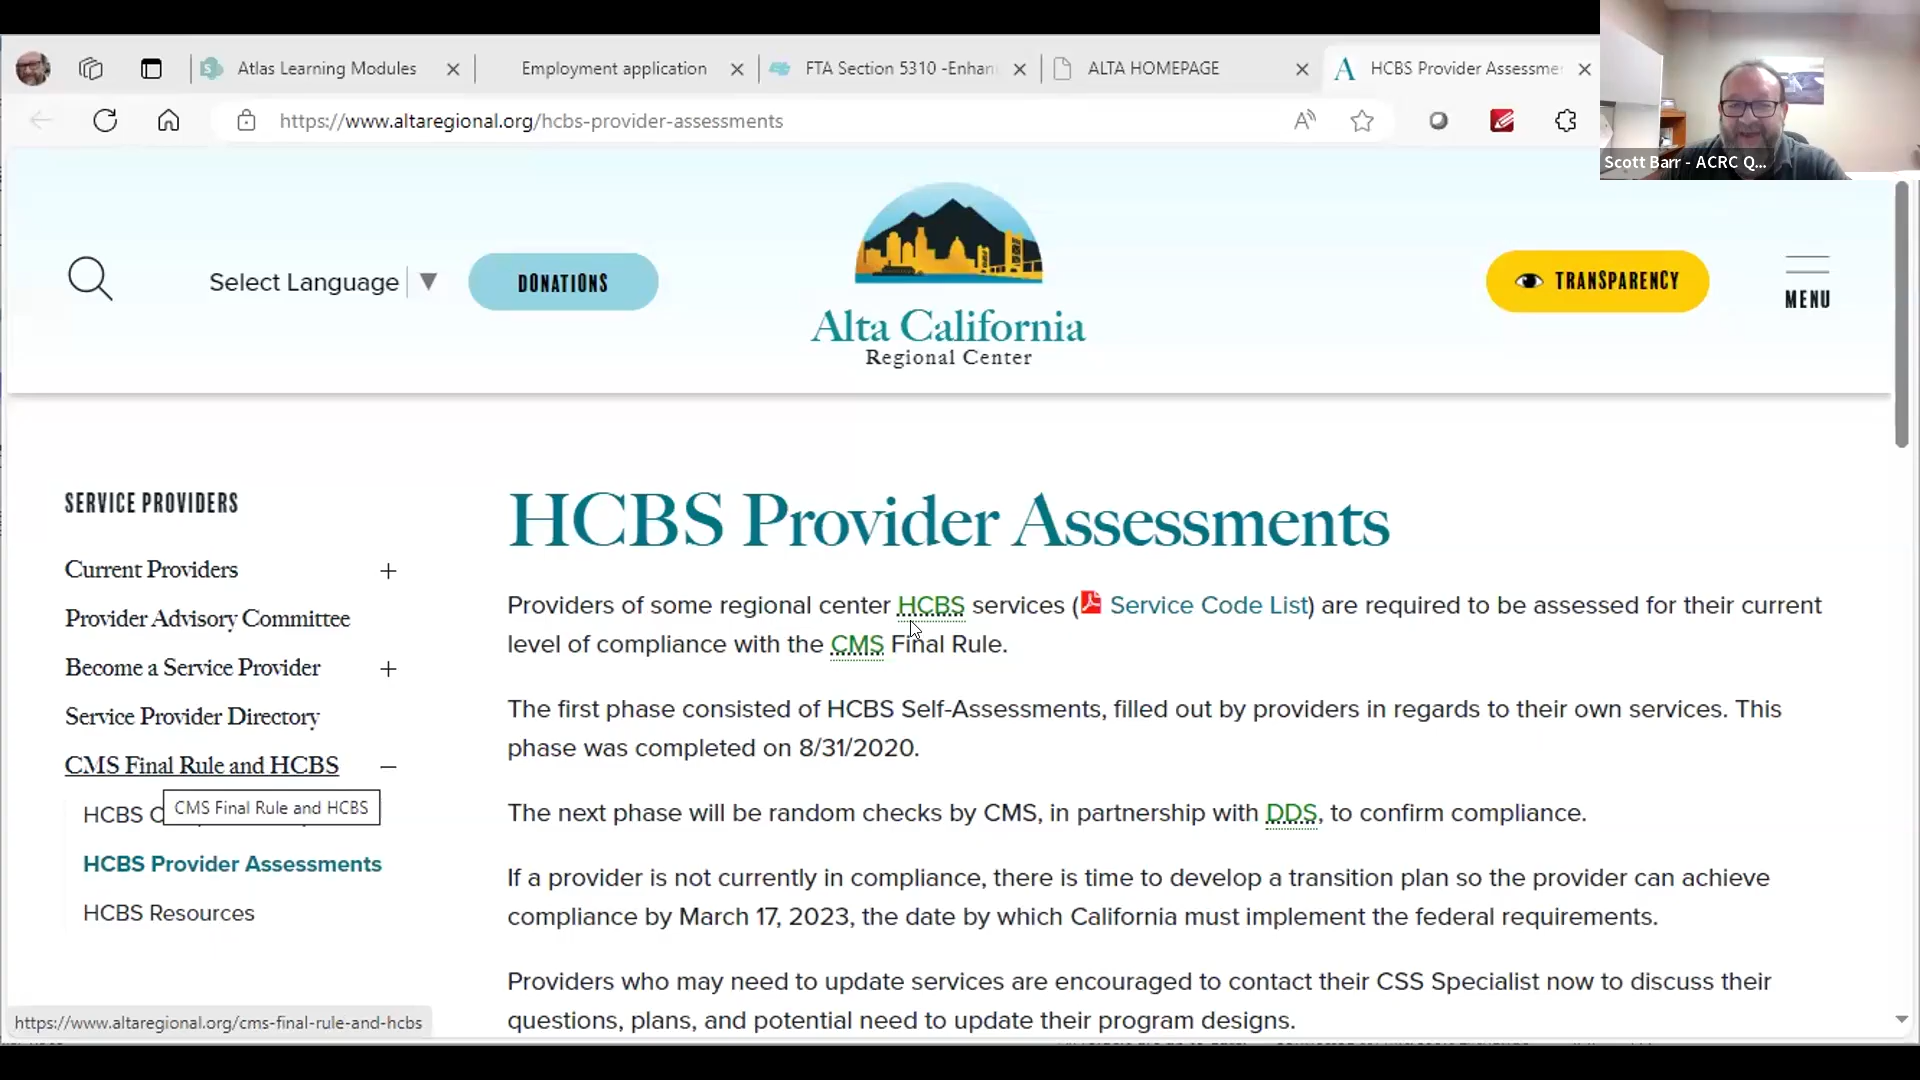 Atlas Learning Modules
Employment application
FTA Section 5310 -Enhan
ALTA HOMEPAGE
HCBS Provider Assessme
https://www.altaregional.org/hcbs-provider-assessments
Scott Barr - ACRC Q...
Select Language
DONATIONS
Alta California
Regional Center
TRANSPARENCY
MENU
SERVICE PROVIDERS
Current Providers
Provider Advisory Committee
Become a Service Provider
Service Provider Directory
CMS Final Rule and HCBS
HCBS C
CMS Final Rule and HCBS
HCBS Provider Assessments
HCBS Resources
HCBS Provider Assessments
Providers of some regional center HCBS services (Service Code List) are required to be assessed for their current
level of compliance with the CMS Final Rule.
The first phase consisted of HCBS Self-Assessments, filled out by providers in regards to their own services. This
phase was completed on 8/31/2020.
The next phase will be random checks by CMS, in partnership with DDS, to confirm compliance.
If a provider is not currently in compliance, there is time to develop a transition plan so the provider can achieve
compliance by March 17, 2023, the date by which California must implement the federal requirements.
Providers who may need to update services are encouraged to contact their CSS Specialist now to discuss their
questions, plans, and potential need to update their program designs.
https://www.altaregional.org/cms-final-rule-and-hcbs